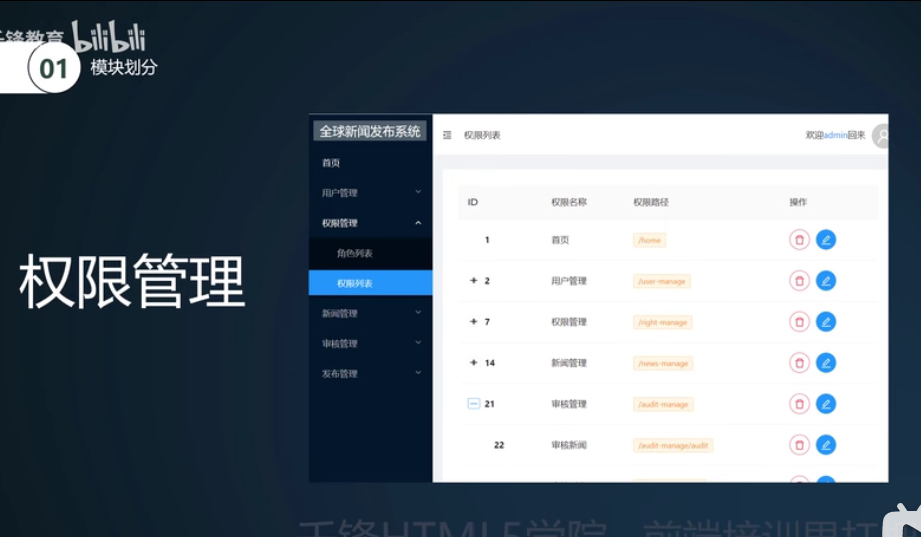 千锋教育 bilibili
01 模块划分
权限管理
全球新闻发布系统
首页
用户管理
权限管理
角色列表
权限列表
新闻管理
审核管理
发布管理
权限列表 欢迎admin回来
ID 权限名称 权限路径 操作
1 首页 /home
+ 2 用户管理 /user-manage
+ 7 权限管理 /right-manage
+ 14 新闻管理 /news-manage
21 审核管理 /audit-manage
22 审核新闻 /audit-manage/audit
千锋HTML5学院